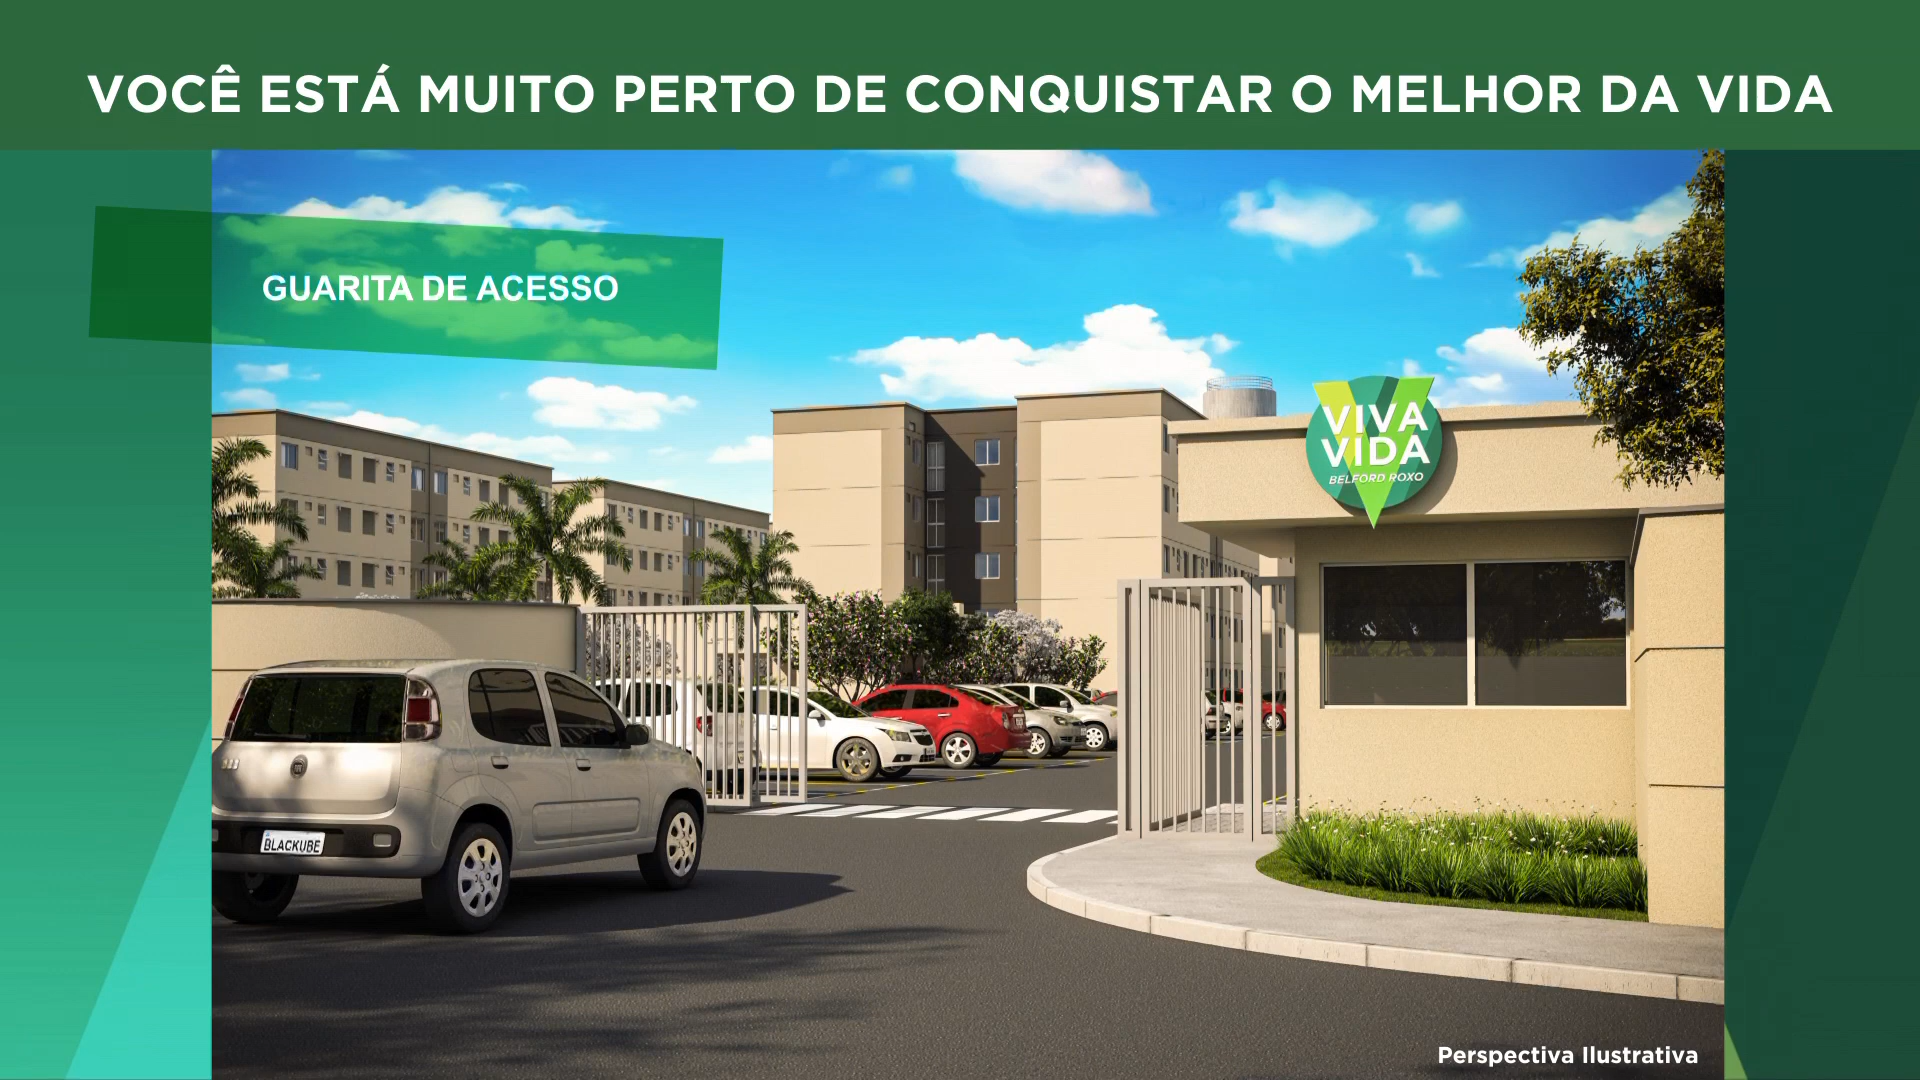 VOCÊ ESTÁ MUITO PERTO DE CONQUISTAR O MELHOR DA VIDA
GUARITA DE ACESSO
VIVA
VIDA
BELFORD ROXO
BLACKUBE
Perspectiva Ilustrativa